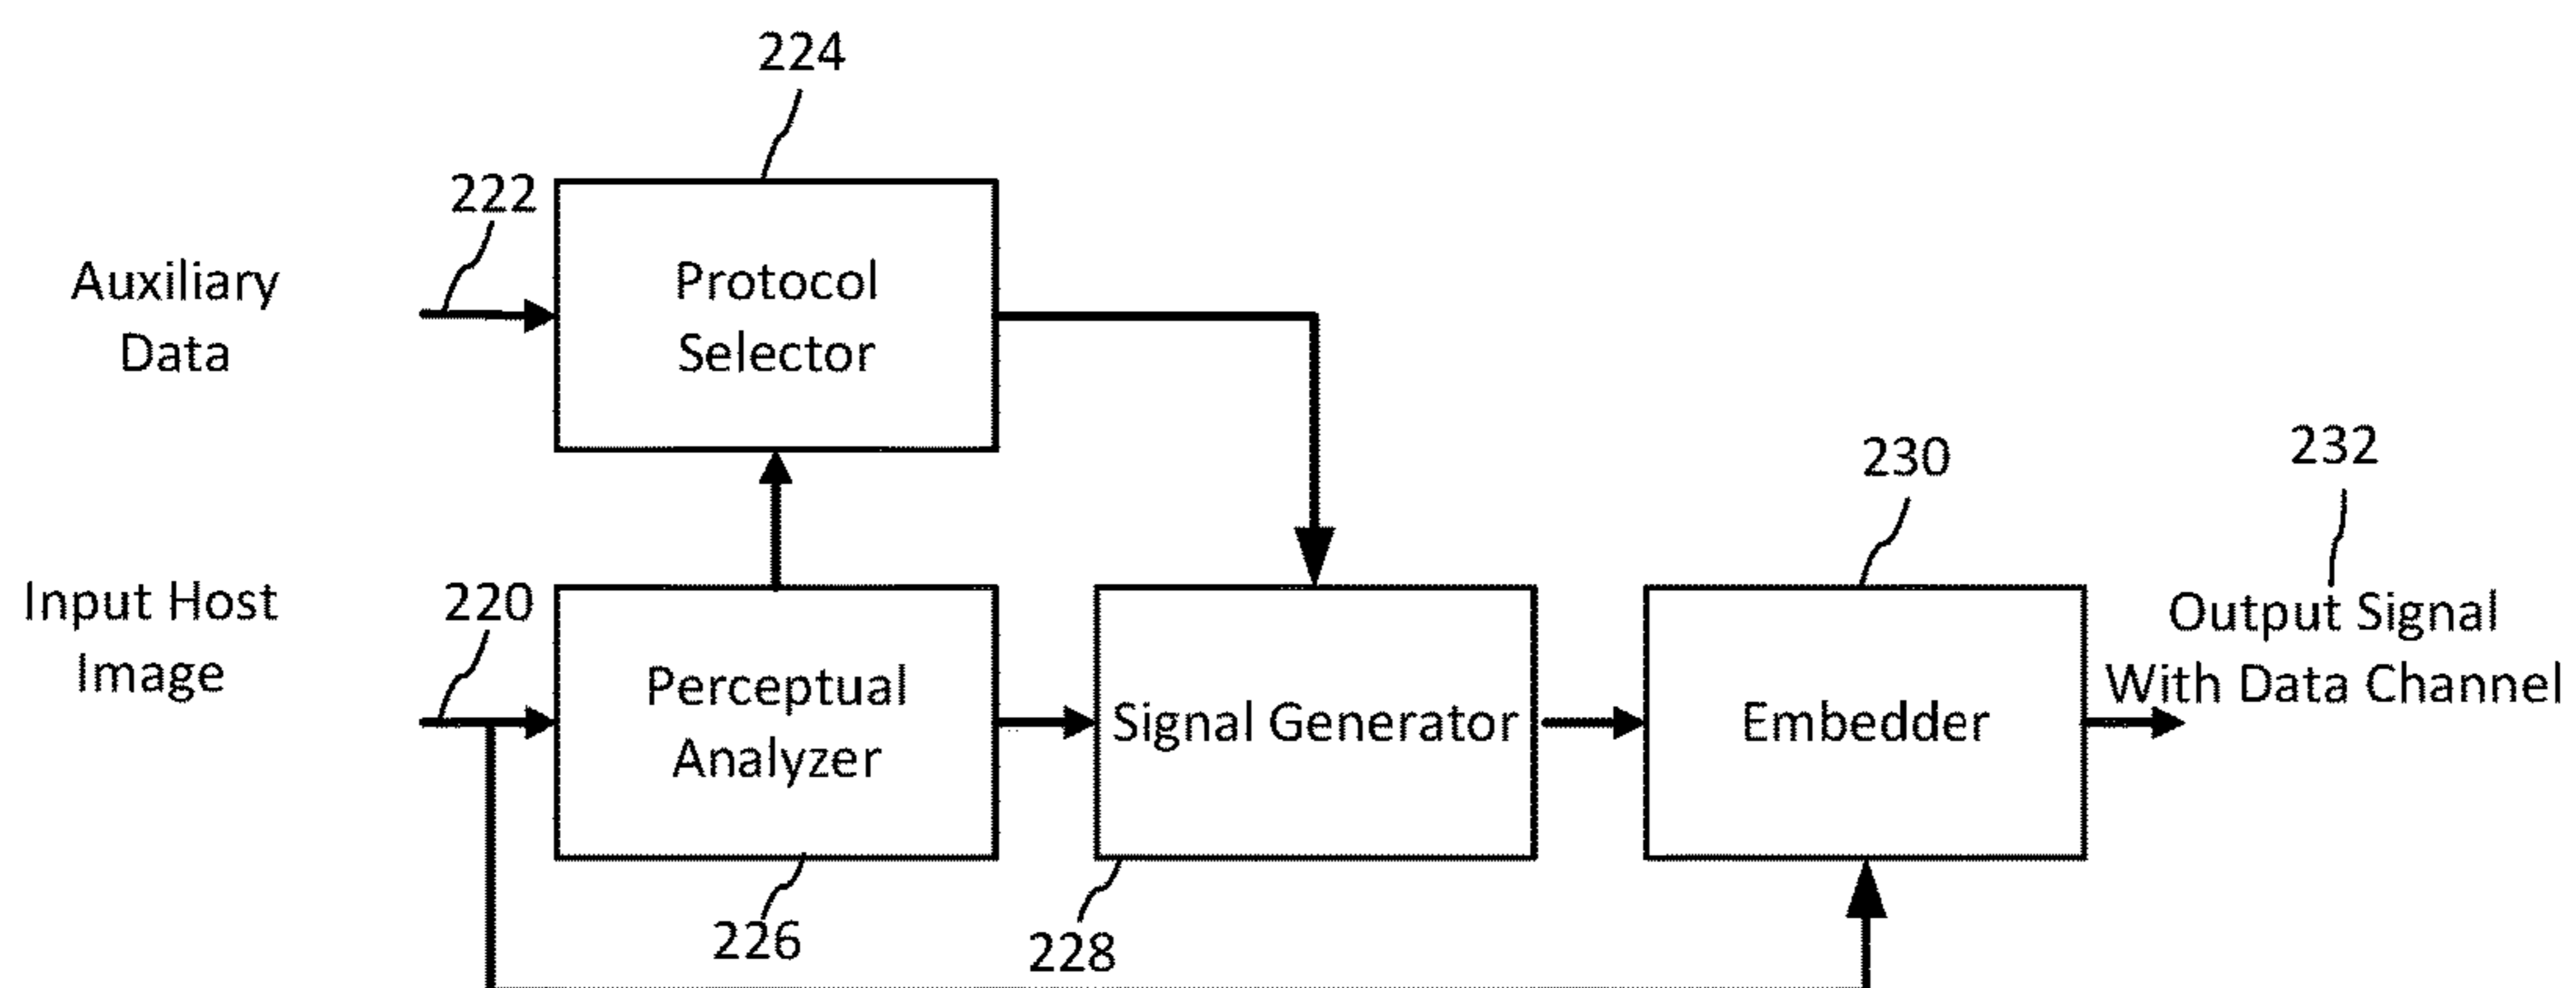 224
222
Auxiliary
Data
Protocol
Selector
230
232
Input Host
Image
220
Perceptual
Analyzer
Signal Generator
Embedder
Output Signal
With Data Channel
226
228